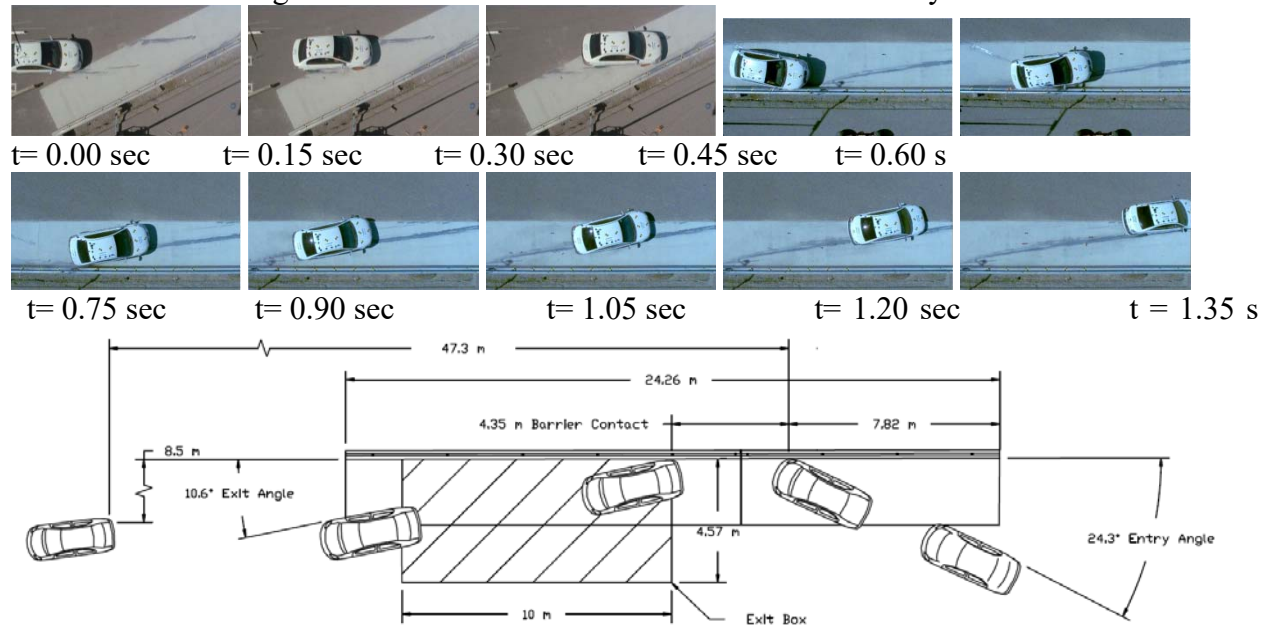 t= 0.00 sec t= 0.15 sec t= 0.30 sec t= 0.45 sec t= 0.60 s
t= 0.75 sec t= 0.90 sec t= 1.05 sec t= 1.20 sec t = 1.35 s
47.3 m
24.26 m
4.35 m Barrier Contact
7.82 m
8.5 m
10.6° Exit Angle
4.57 m
24.3° Entry Angle
10 m
Exit Box